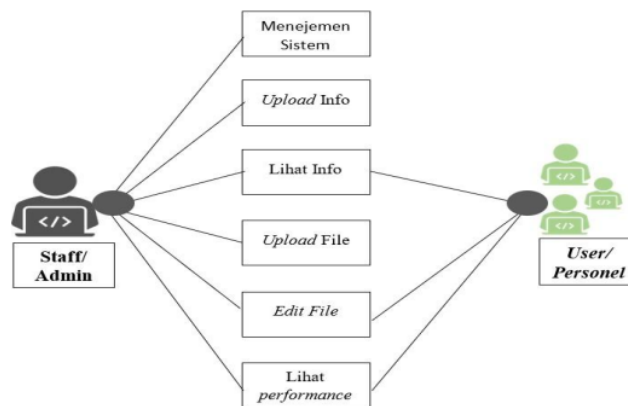 Menejemen
Sistem
Upload Info
Lihat Info
Upload File
Edit File
Lihat
performance
Staff/
Admin
User/
Personel